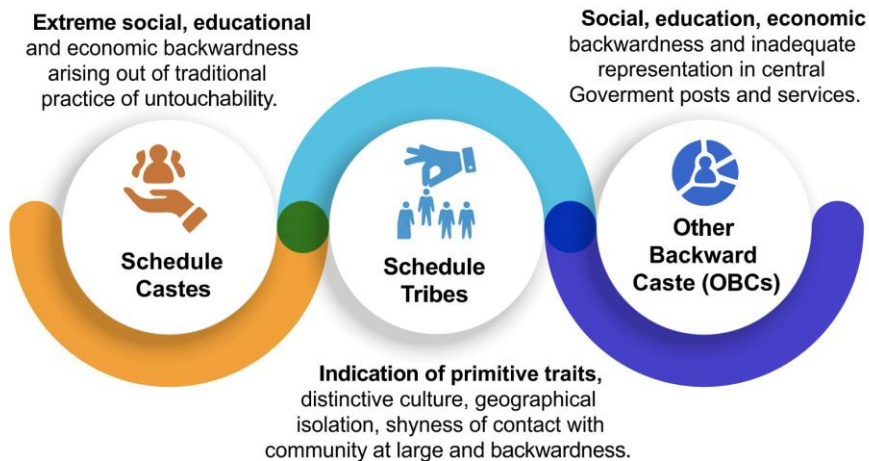 Extreme social, educational
and economic backwardness
arising out of traditional
practice of untouchability.
Social, education, economic
backwardness and inadequate
representation in central
Goverment posts and services.
Schedule
Castes
Schedule
Tribes
Other
Backward
Caste (OBCs)
Indication of primitive traits,
distinctive culture, geographical
isolation, shyness of contact with
community at large and backwardness.